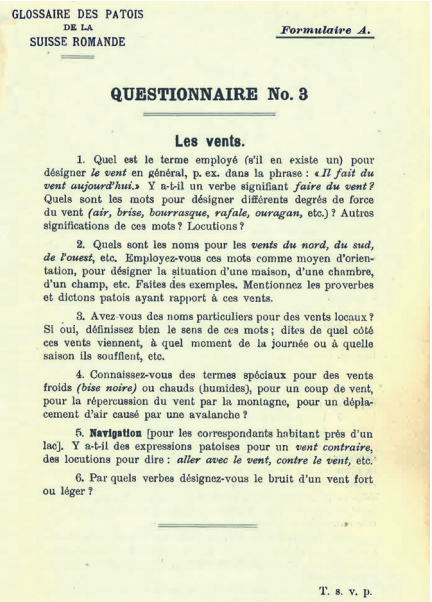 GLOSSAIRE DES PATOIS
DE LA
SUISSE ROMANDE
Formulaire A.
QUESTIONNAIRE No. 3
Les vents.
1. Quel est le terme employé (s'il en existe un) pour
désigner le vent en général, p. ex. dans la phrase : « Il fait du
vent aujourd'hui.» Y a-t-il un verbe signifiant faire du vent ?
Quels sont les mots pour désigner différents degrés de force
du vent (air, brise, bourrasque, rafale, ouragan, etc.) ? Autres
significations de ces mots ? Locutions ?
2. Quels sont les noms pour les vents du nord, du sud,
de l'ouest, etc. Employez-vous ces mots comme moyen d'orien-
tation, pour désigner la situation d'une maison, d'une chambre,
d'un champ, etc. Faites des exemples. Mentionnez les proverbes
et dictons patois ayant rapport à ces vents.
3. Avez-vous des noms particuliers pour des vents locaux ?
Si oui, définissez bien le sens de ces mots ; dites de quel côté
ces vents viennent, à quel moment de la journée ou à quelle
saison ils soufflent, etc.
4. Connaissez-vous des termes spéciaux pour des vents
froids (bise noire) ou chauds (humides), pour un coup de vent,
pour la répercussion du vent par la montagne, pour un dépla-
cement d'air causé par une avalanche ?
5. Navigation [pour les correspondants habitant près d'un
lac]. Y a-t-il des expressions patoises pour un vent contraire,
des locutions pour dire : aller avec le vent, contre le vent, etc.
6. Par quels verbes désignez-vous le bruit d'un vent fort
ou léger ?
T. s. v. p.